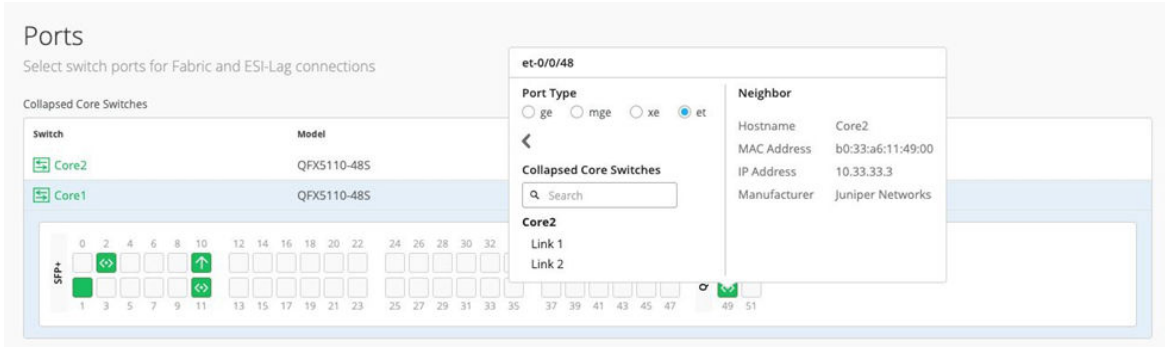 Ports
Select switch ports for Fabric and ESI-Lag connections
Collapsed Core Switches
Switch Model
Core2 QFX5110-48S
Core1 QFX5110-48S
et-0/0/48
Port Type
ge mge xe et
Collapsed Core Switches
Search
Core2
Link 1
Link 2
Neighbor
Hostname Core2
MAC Address b0:33:a6:11:49:00
IP Address 10.33.33.3
Manufacturer Juniper Networks
SFP+
0 2 4 6 8 10 12 14 16 18 20 22 24 26 28 30 32
1 3 5 7 9 11 13 15 17 19 21 23 25 27 29 31 33 35 37 39 41 43 45 47 49 51